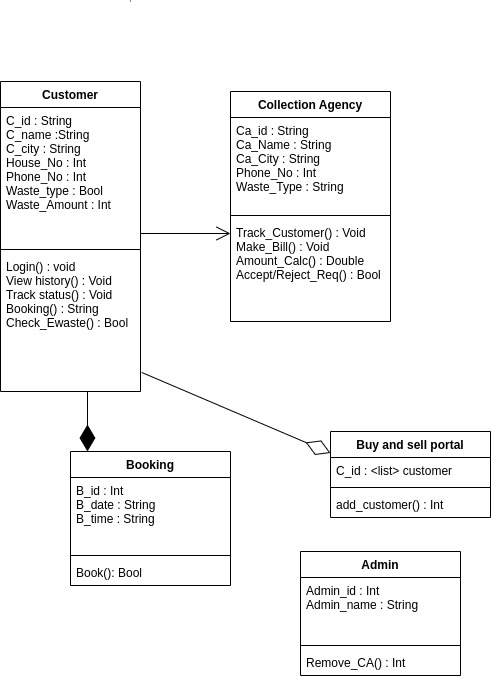 Customer
C_id : String
C_name :String
C_city : String
House_No : Int
Phone_No : Int
Waste_type : Bool
Waste_Amount : Int
Login() : void
View history() : Void
Track status() : Void
Booking() : String
Check_Ewaste() : Bool
Collection Agency
Ca_id : String
Ca_Name : String
Ca_City : String
Phone_No : Int
Waste_Type : String
Track_Customer() : Void
Make_Bill() : Void
Amount_Calc() : Double
Accept/Reject_Req() : Bool
Booking
B_id : Int
B_date : String
B_time : String
Book(): Bool
Buy and sell portal
C_id : <list> customer
add_customer() : Int
Admin
Admin_id : Int
Admin_name : String
Remove_CA() : Int